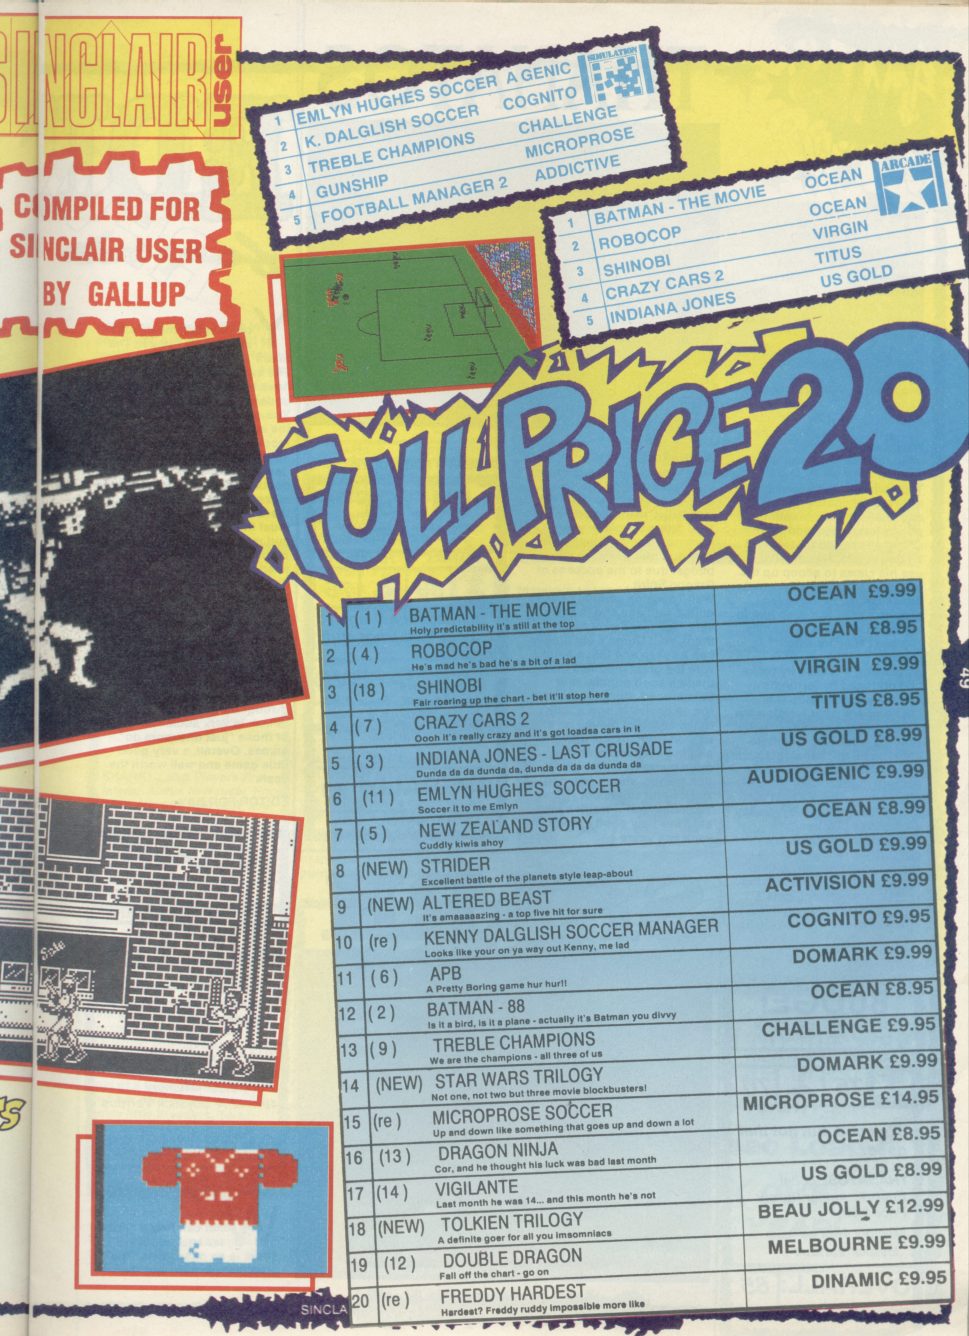 SINCLAIR
user
COMPILED FOR
SINCLAIR USER
BY GALLUP
SIMULATION
1 EMLYN HUGHES SOCCER A GENIC
2 K. DALGLISH SOCCER COGNITO
3 TREBLE CHAMPIONS CHALLENGE
4 GUNSHIP MICROPROSE
5 FOOTBALL MANAGER 2 ADDICTIVE
ARCADE
1 BATMAN - THE MOVIE OCEAN
2 ROBOCOP OCEAN
3 SHINOBI VIRGIN
4 CRAZY CARS 2 TITUS
5 INDIANA JONES US GOLD
FULL PRICE 20
1 (1) BATMAN - THE MOVIE OCEAN £9.99
Holy predictability it's still at the top
2 (4) ROBOCOP OCEAN £8.95
He's mad he's bad he's a bit of a lad
3 (18) SHINOBI VIRGIN £9.99
Fair roaring up the chart - bet it'll stop here
4 (7) CRAZY CARS 2 TITUS £8.95
Oooh it's really crazy and it's got loadsa cars in it
5 (3) INDIANA JONES - LAST CRUSADE US GOLD £8.99
Dunda da da dunda da, dunda da da da dunda da
6 (11) EMLYN HUGHES SOCCER AUDIOGENIC £9.99
Soccer it to me Emlyn
7 (5) NEW ZEALAND STORY OCEAN £8.99
Cuddly kiwis ahoy
8 (NEW) STRIDER US GOLD £9.99
Excellent battle of the planets style leap-about
9 (NEW) ALTERED BEAST ACTIVISION £9.99
It's amaaaaazing - a top five hit for sure
10 (re) KENNY DALGLISH SOCCER MANAGER COGNITO £9.95
Looks like your on ya way out Kenny, me lad
11 (6) APB DOMARK £9.99
A Pretty Boring game hur hur!!
12 (2) BATMAN - 88 OCEAN £8.95
Is it a bird, is it a plane - actually it's Batman you divvy
13 (9) TREBLE CHAMPIONS CHALLENGE £9.95
We are the champions - all three of us
14 (NEW) STAR WARS TRILOGY DOMARK £9.99
Not one, not two but three movie blockbusters!
15 (re) MICROPROSE SOCCER MICROPROSE £14.95
Up and down like something that goes up and down a lot
16 (13) DRAGON NINJA OCEAN £8.95
Cor, and he thought his luck was bad last month
17 (14) VIGILANTE US GOLD £8.99
Last month he was 14... and this month he's not
18 (NEW) TOLKIEN TRILOGY BEAU JOLLY £12.99
A definite goer for all you imsomniacs
19 (12) DOUBLE DRAGON MELBOURNE £9.99
Fall off the chart - go on
20 (re) FREDDY HARDEST DINAMIC £9.95
Hardest? Freddy ruddy impossible more like
Sale
SINCLA
49